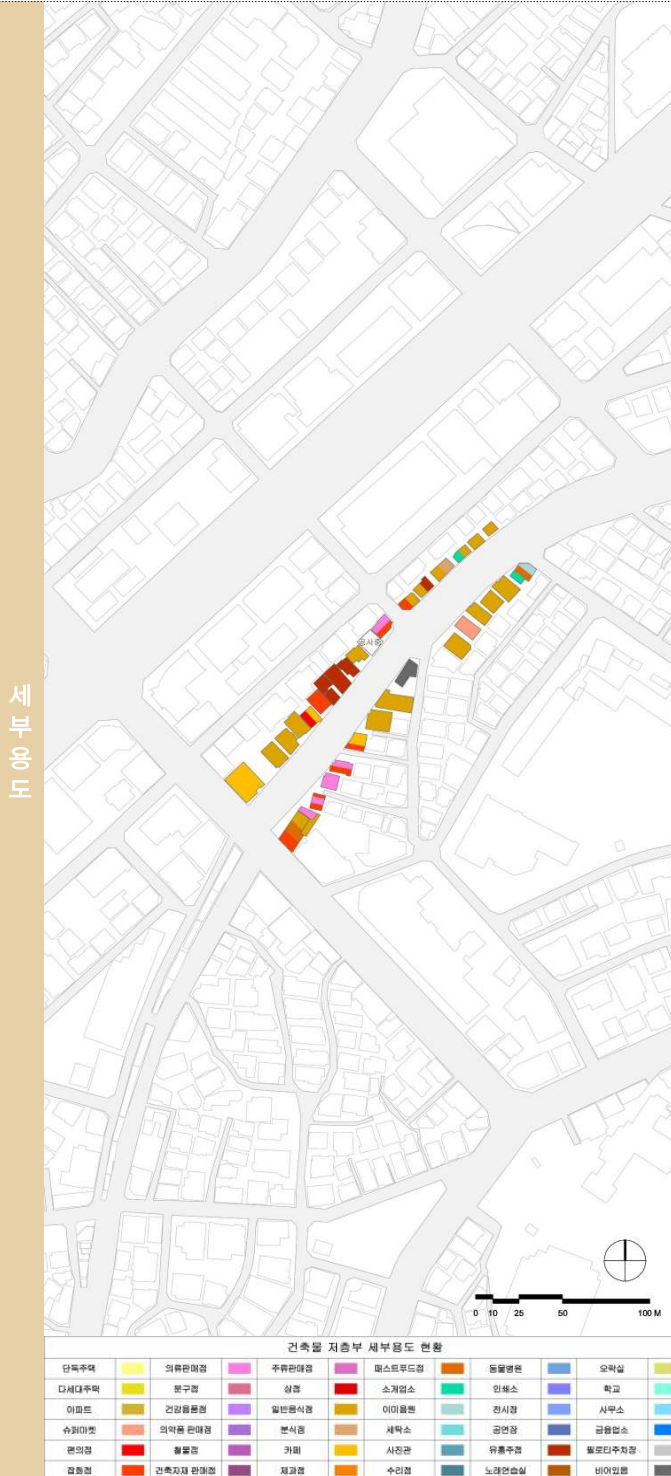 세부용도
공사중
0 10 25 50 100 M
건축물 저층부 세부용도 현황
단독주택 의류판매점 주류판매점 패스트푸드점 동물병원 오락실
다세대주택 문구점 상점 소개업소 인쇄소 학교
아파트 건강용품점 일반음식점 이미용원 전시장 사무소
슈퍼마켓 의약품 판매점 분식점 세탁소 공연장 금융업소
편의점 철물점 카페 사진관 유흥주점 필로티주차장
잡화점 건축자재 판매점 제과점 수리점 노래연습실 비어있음